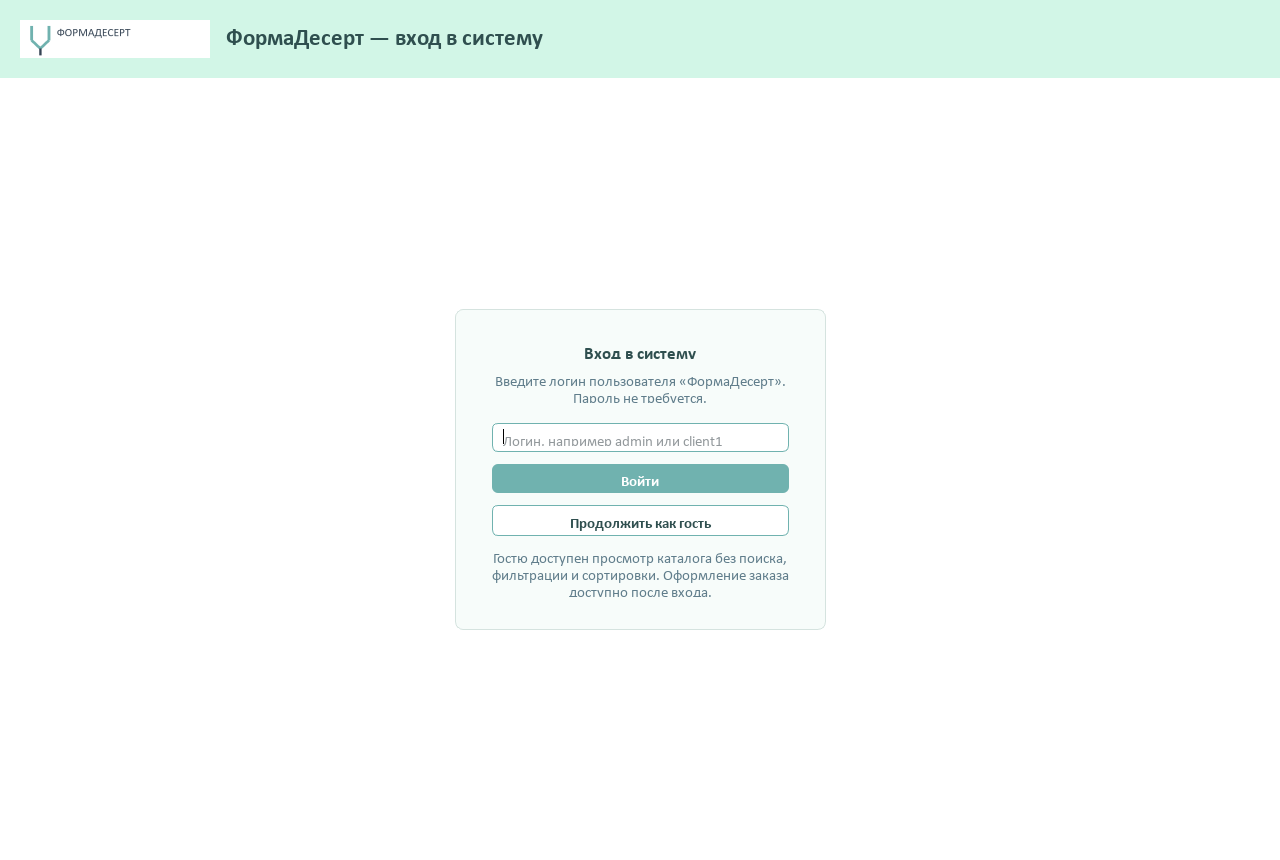 ФОРМАДЕСЕРТ
ФормаДесерт — вход в систему
Вход в систему
Введите логин пользователя «ФормаДесерт».
Пароль не требуется.
Логин, например admin или client1
Войти
Продолжить как гость
Гостю доступен просмотр каталога без поиска,
фильтрации и сортировки. Оформление заказа
доступно после входа.